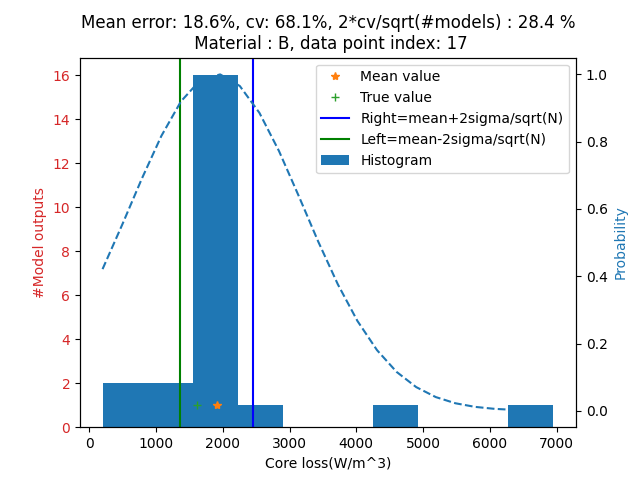 Mean error: 18.6%, cv: 68.1%, 2*cv/sqrt(#models) : 28.4 %
Material : B, data point index: 17
Mean value
True value
Right=mean+2sigma/sqrt(N)
Left=mean-2sigma/sqrt(N)
Histogram
#Model outputs
16
14
12
10
8
6
4
2
0
1.0
0.8
0.6
0.4
0.2
0.0
Probability
0 1000 2000 3000 4000 5000 6000 7000
Core loss(W/m^3)